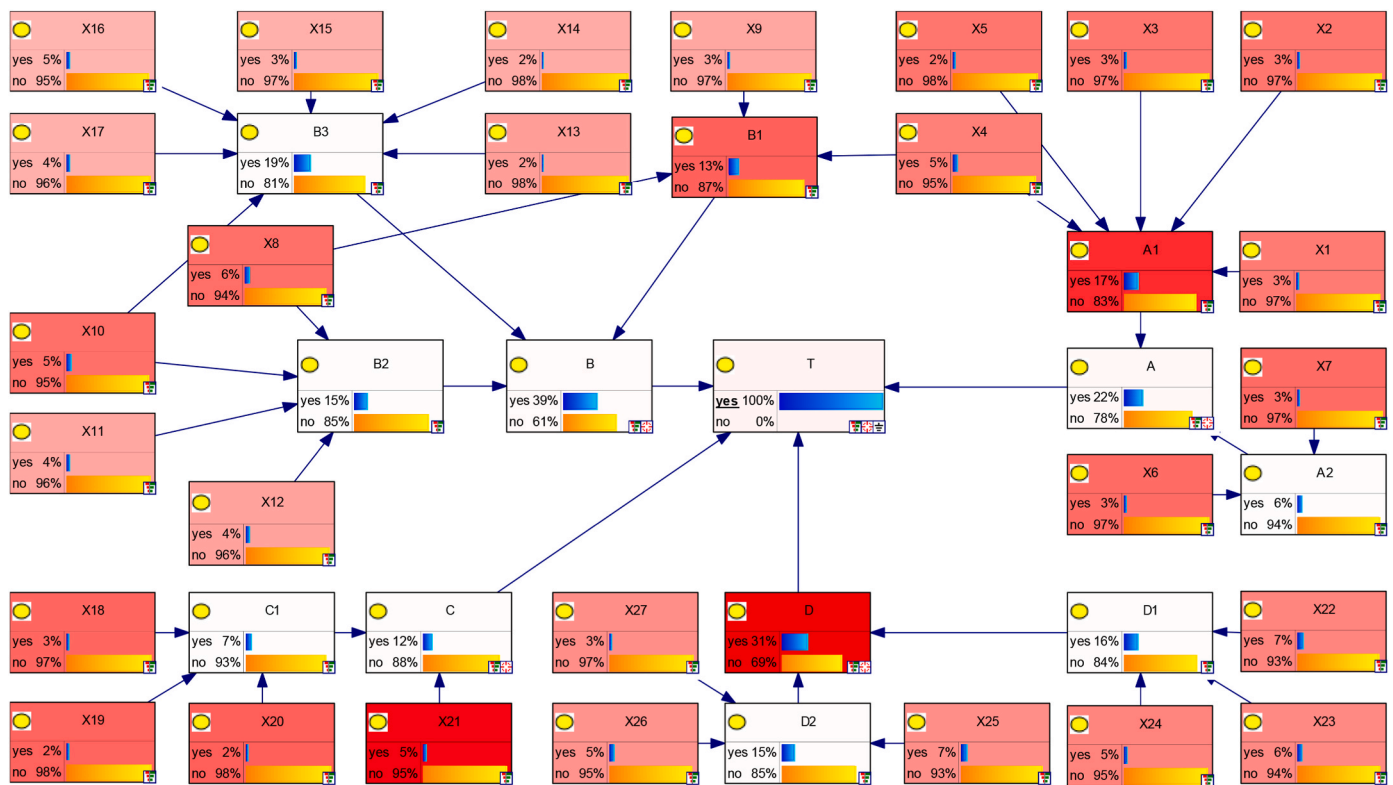 X16
yes 5%
no 95%
X15
yes 3%
no 97%
X14
yes 2%
no 98%
X9
yes 3%
no 97%
X5
yes 2%
no 98%
X3
yes 3%
no 97%
X2
yes 3%
no 97%
X17
yes 4%
no 96%
B3
yes 19%
no 81%
X13
yes 2%
no 98%
B1
yes 13%
no 87%
X4
yes 5%
no 95%
X8
yes 6%
no 94%
A1
yes 17%
no 83%
X1
yes 3%
no 97%
X10
yes 5%
no 95%
B2
yes 15%
no 85%
B
yes 39%
no 61%
T
yes 100%
no 0%
A
yes 22%
no 78%
X7
yes 3%
no 97%
X11
yes 4%
no 96%
X12
yes 4%
no 96%
X6
yes 3%
no 97%
A2
yes 6%
no 94%
X18
yes 3%
no 97%
C1
yes 7%
no 93%
C
yes 12%
no 88%
X27
yes 3%
no 97%
D
yes 31%
no 69%
D1
yes 16%
no 84%
X22
yes 7%
no 93%
X19
yes 2%
no 98%
X20
yes 2%
no 98%
X21
yes 5%
no 95%
X26
yes 5%
no 95%
D2
yes 15%
no 85%
X25
yes 7%
no 93%
X24
yes 5%
no 95%
X23
yes 6%
no 94%